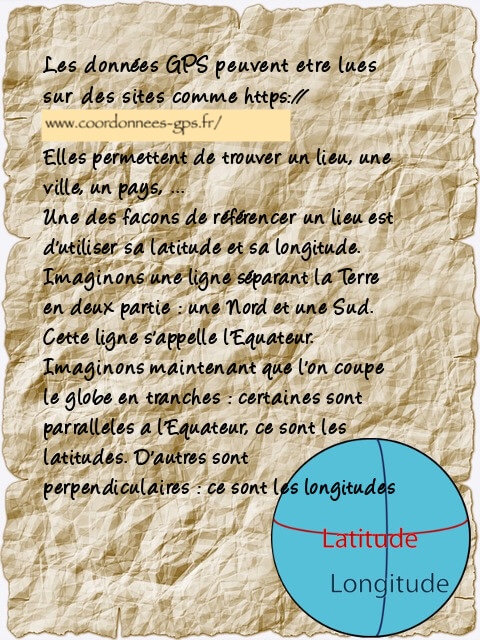 Les données GPS peuvent etre lues
sur des sites comme https://
www.coordonnees-gps.fr/
Elles permettent de trouver un lieu, une
ville, un pays, ...
Une des facons de référencer un lieu est
d'utiliser sa latitude et sa longitude.
Imaginons une ligne séparant la Terre
en deux partie : une Nord et une Sud.
Cette ligne s'appelle l'Equateur.
Imaginons maintenant que l'on coupe
le globe en tranches : certaines sont
parralleles a l'Equateur, ce sont les
latitudes. D'autres sont
perpendiculaires : ce sont les longitudes
Latitude
Longitude